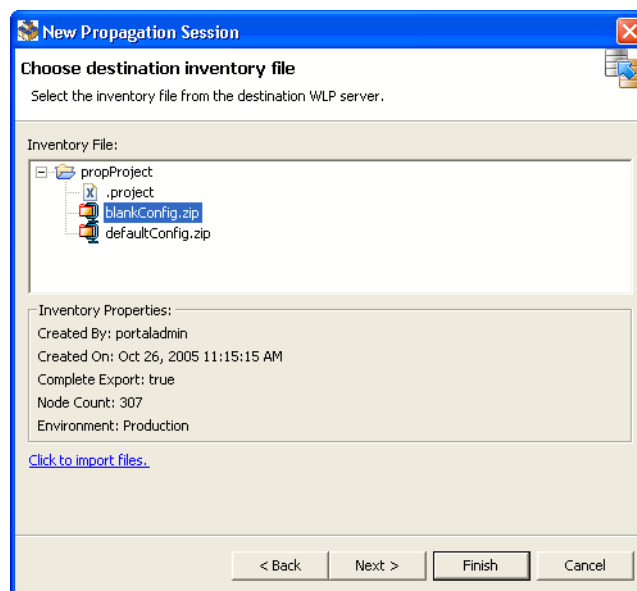 New Propagation Session
Choose destination inventory file
Select the inventory file from the destination WLP server.
Inventory File:
propProject
.project
blankConfig.zip
defaultConfig.zip
Inventory Properties:
Created By: portaladmin
Created On: Oct 26, 2005 11:15:15 AM
Complete Export: true
Node Count: 307
Environment: Production
Click to import files.
< Back Next > Finish Cancel